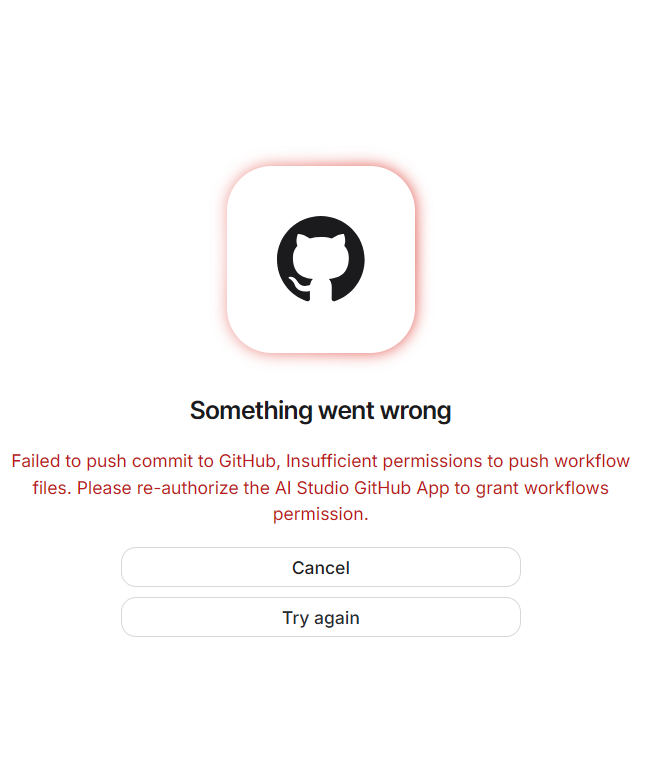 Something went wrong
Failed to push commit to GitHub, Insufficient permissions to push workflow
files. Please re-authorize the AI Studio GitHub App to grant workflows
permission.
Cancel
Try again